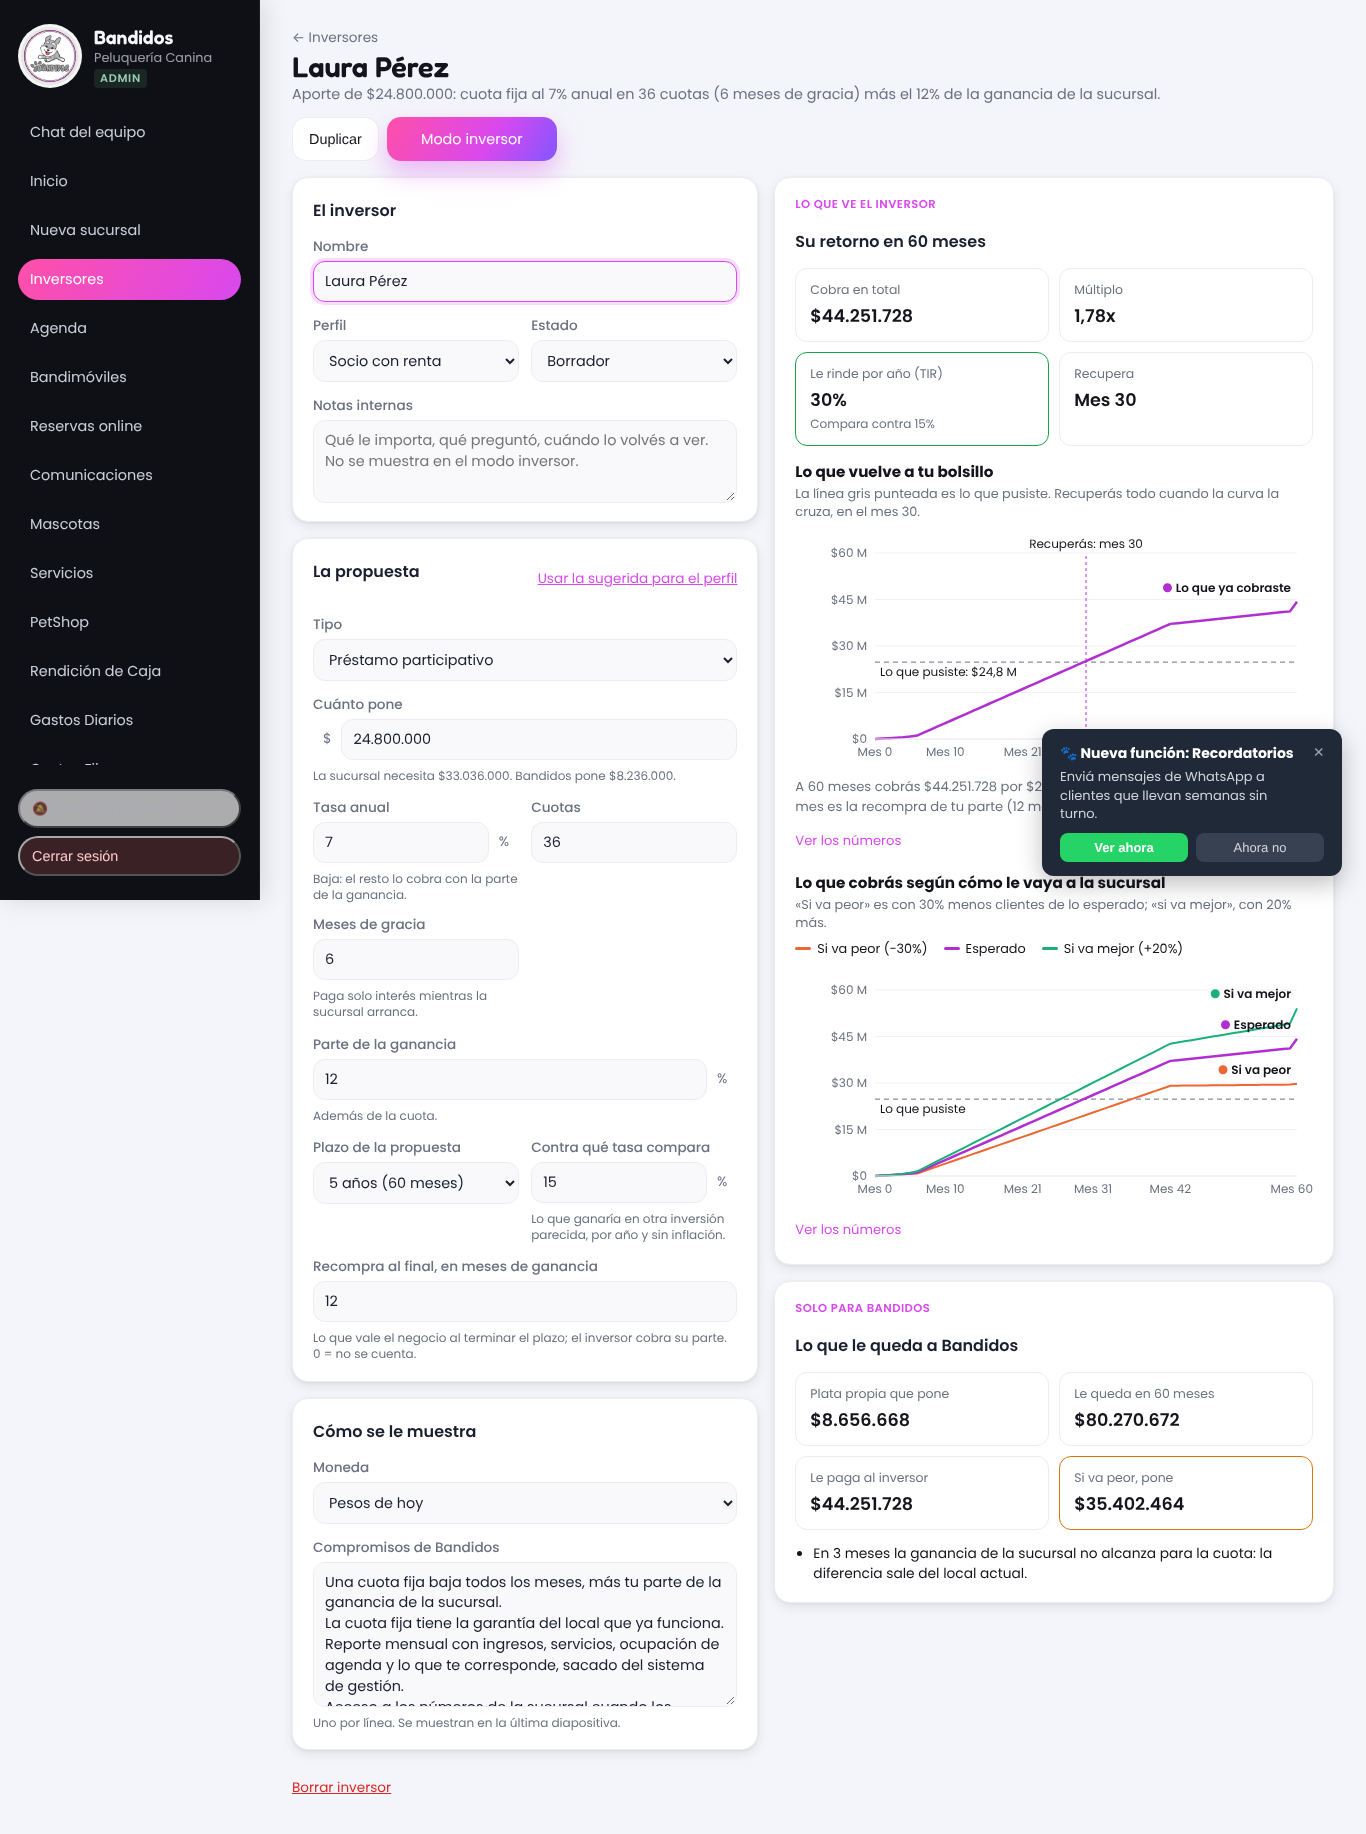 Bandidos
Peluquería Canina
ADMIN
Chat del equipo
Inicio
Nueva sucursal
Inversores
Agenda
Bandimóviles
Reservas online
Comunicaciones
Mascotas
Servicios
PetShop
Rendición de Caja
Gastos Diarios
Cerrar sesión
← Inversores
Laura Pérez
Aporte de $24.800.000: cuota fija al 7% anual en 36 cuotas (6 meses de gracia) más el 12% de la ganancia de la sucursal.
Duplicar
Modo inversor
El inversor
Nombre
Laura Pérez
Perfil
Estado
Socio con renta
Borrador
Notas internas
Qué le importa, qué preguntó, cuándo lo volvés a ver.
No se muestra en el modo inversor.
La propuesta
Usar la sugerida para el perfil
Tipo
Préstamo participativo
Cuánto pone
$ 24.800.000
La sucursal necesita $33.036.000. Bandidos pone $8.236.000.
Tasa anual
Cuotas
7 %
36
Baja: el resto lo cobra con la parte
de la ganancia.
Meses de gracia
6
Paga solo interés mientras la
sucursal arranca.
Parte de la ganancia
12 %
Además de la cuota.
Plazo de la propuesta
Contra qué tasa compara
5 años (60 meses)
15 %
Lo que ganaría en otra inversión
parecida, por año y sin inflación.
Recompra al final, en meses de ganancia
12
Lo que vale el negocio al terminar el plazo; el inversor cobra su parte.
0 = no se cuenta.
Cómo se le muestra
Moneda
Pesos de hoy
Compromisos de Bandidos
Una cuota fija baja todos los meses, más tu parte de la
ganancia de la sucursal.
La cuota fija tiene la garantía del local que ya funciona.
Reporte mensual con ingresos, servicios, ocupación de
agenda y lo que te corresponde, sacado del sistema
de gestión.
Uno por línea. Se muestran en la última diapositiva.
Borrar inversor
LO QUE VE EL INVERSOR
Su retorno en 60 meses
Cobra en total
$44.251.728
Múltiplo
1,78x
Le rinde por año (TIR)
30%
Compara contra 15%
Recupera
Mes 30
Lo que vuelve a tu bolsillo
La línea gris punteada es lo que pusiste. Recuperás todo cuando la curva la
cruza, en el mes 30.
Recuperás: mes 30
$60 M
Lo que ya cobraste
$45 M
$30 M
Lo que pusiste: $24,8 M
$15 M
$0
Mes 0
Mes 10
Mes 21
A 60 meses cobrás $44.251.728 por $2
mes es la recompra de tu parte (12 m
Ver los números
🐾 Nueva función: Recordatorios ×
Enviá mensajes de WhatsApp a
clientes que llevan semanas sin
turno.
Ver ahora
Ahora no
Lo que cobrás según cómo le vaya a la sucursal
«Si va peor» es con 30% menos clientes de lo esperado; «si va mejor», con 20%
más.
Si va peor (-30%)
Esperado
Si va mejor (+20%)
$60 M
Si va mejor
Esperado
$45 M
Si va peor
$30 M
Lo que pusiste
$15 M
$0
Mes 0
Mes 10
Mes 21
Mes 31
Mes 42
Mes 60
Ver los números
SOLO PARA BANDIDOS
Lo que le queda a Bandidos
Plata propia que pone
$8.656.668
Le queda en 60 meses
$80.270.672
Le paga al inversor
$44.251.728
Si va peor, pone
$35.402.464
• En 3 meses la ganancia de la sucursal no alcanza para la cuota: la
diferencia sale del local actual.